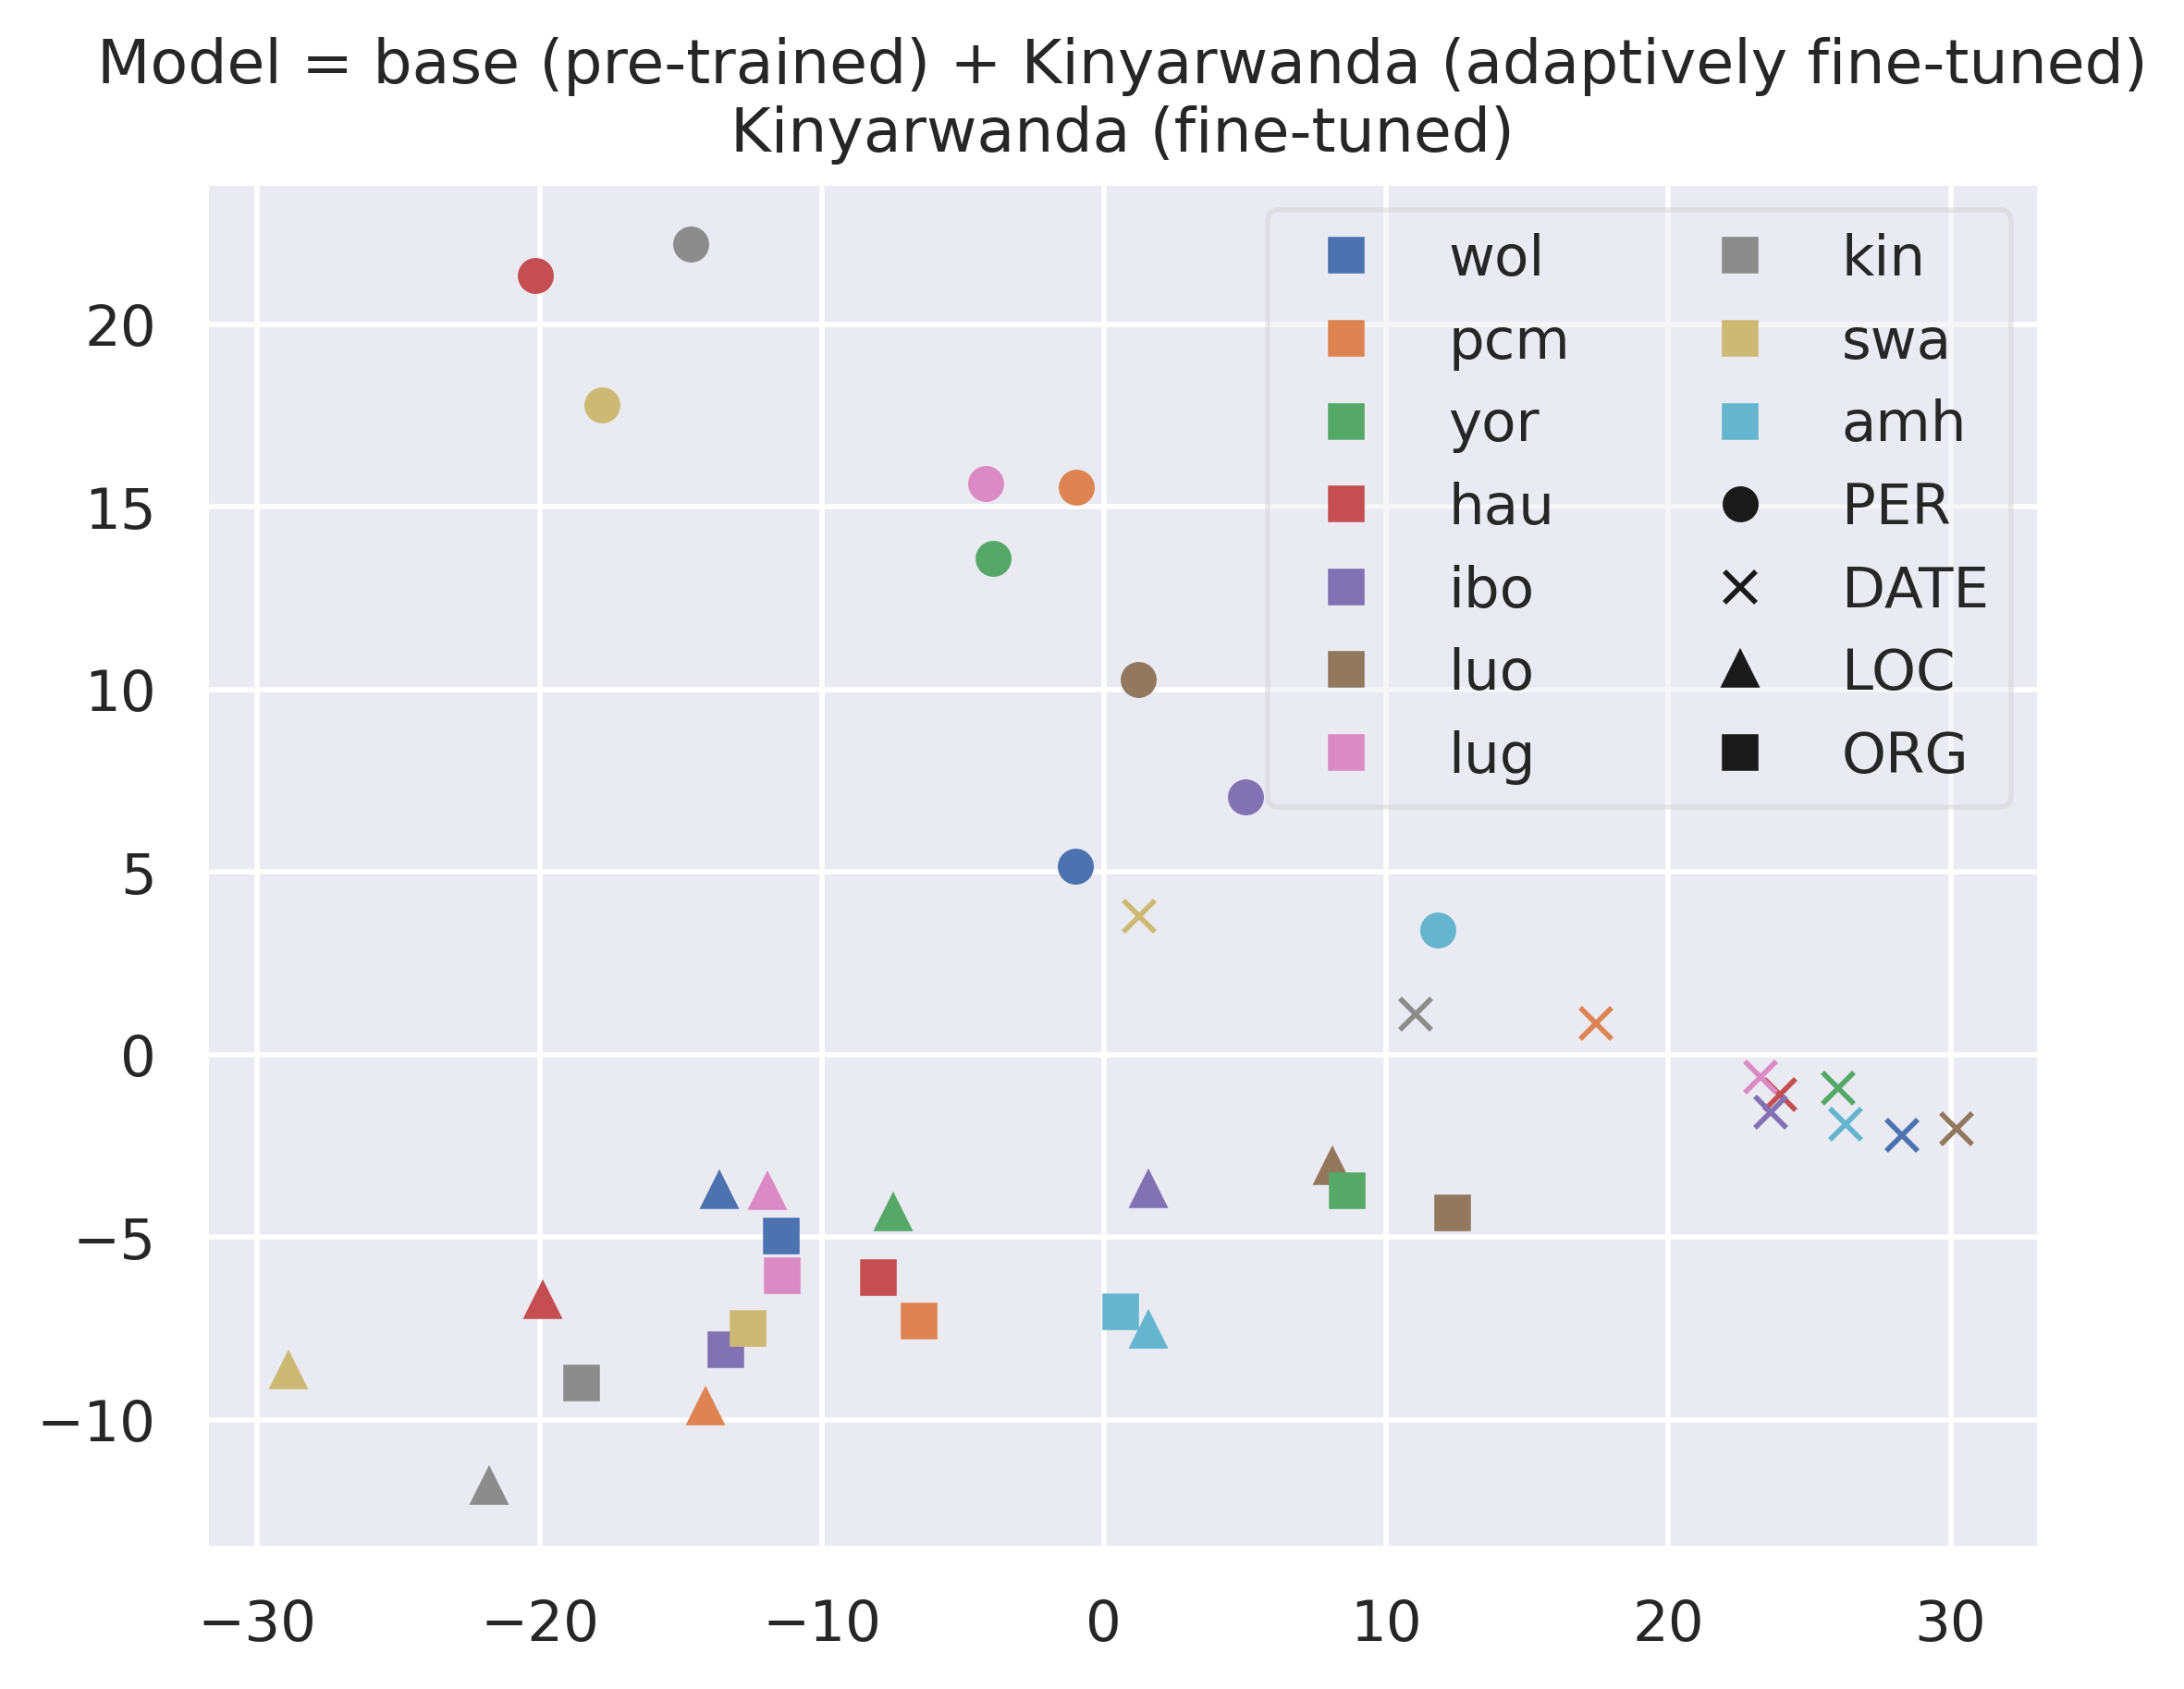 Model = base (pre-trained) + Kinyarwanda (adaptively fine-tuned)
Kinyarwanda (fine-tuned)
wol
pcm
yor
hau
ibo
luo
lug
kin
swa
amh
PER
DATE
LOC
ORG
20
15
10
5
0
−5
−10
−30
−20
−10
0
10
20
30